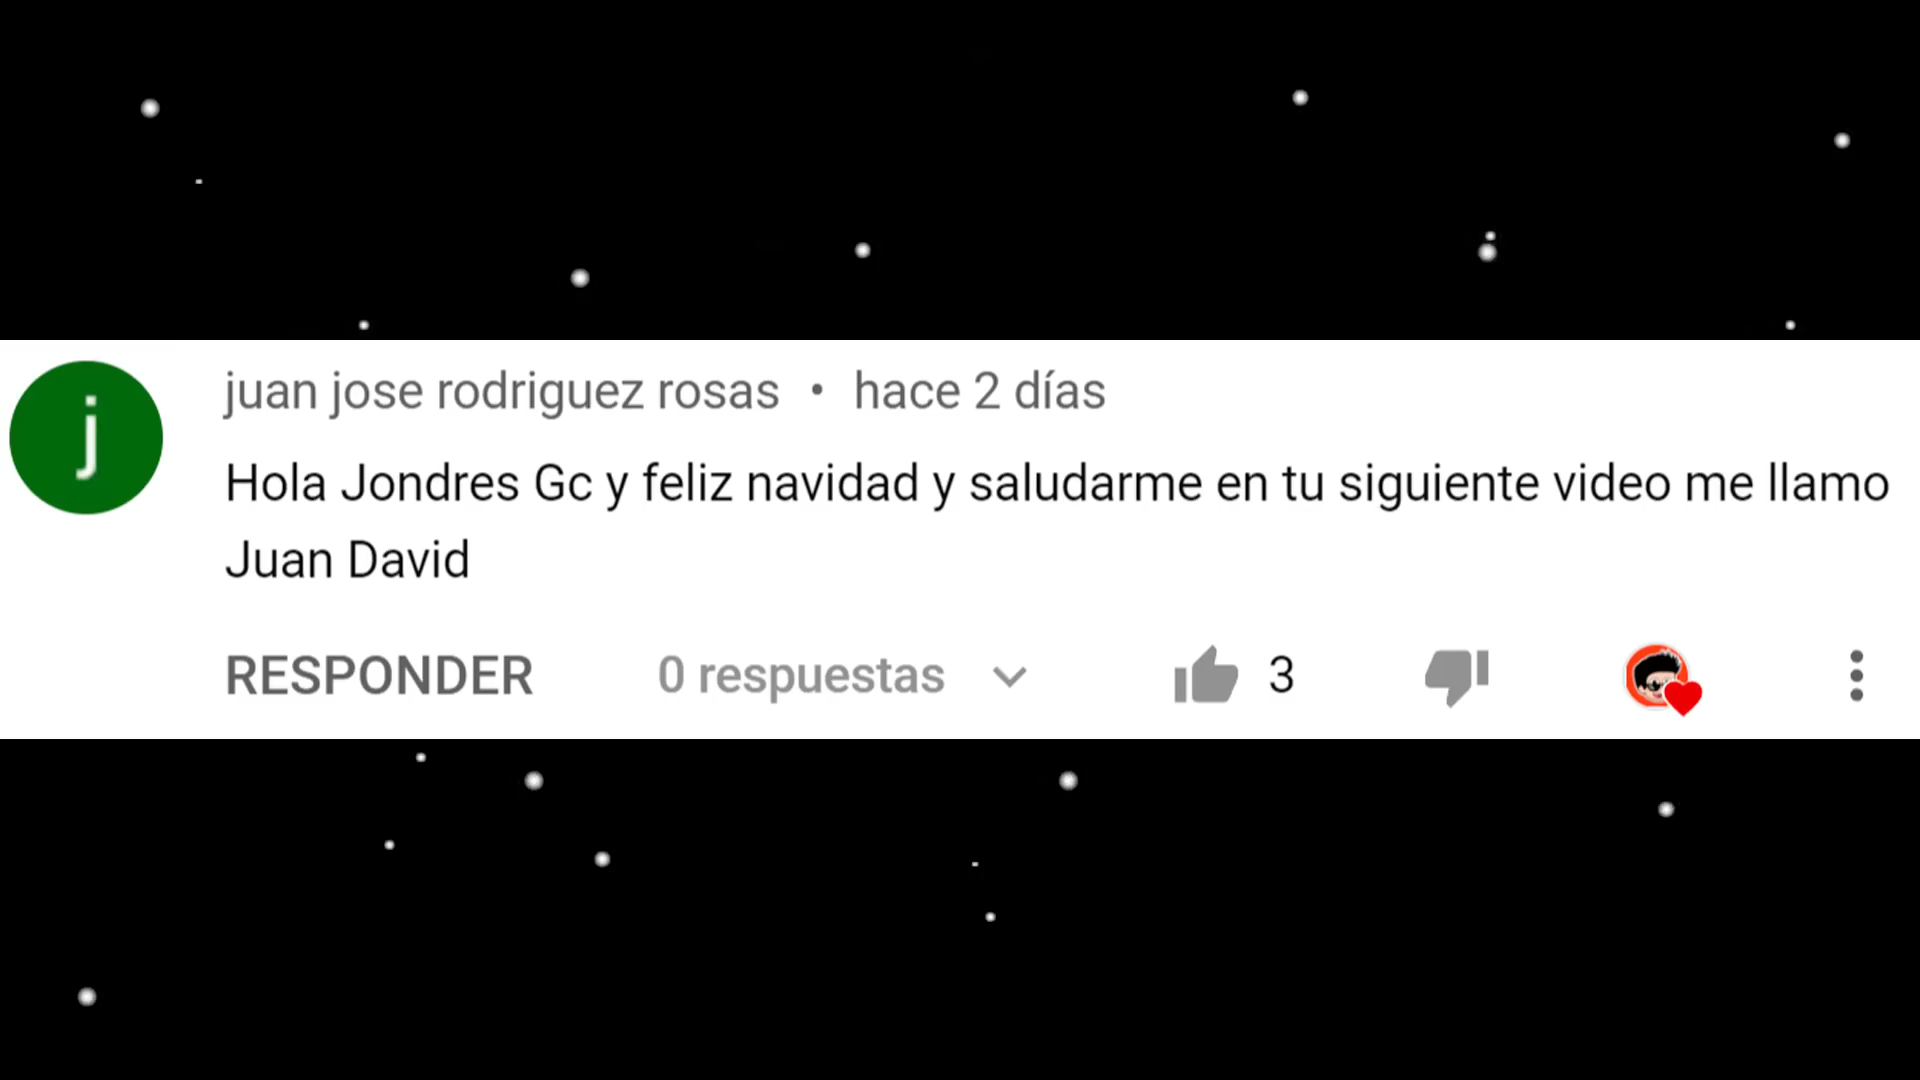 j
juan jose rodriguez rosas • hace 2 días
Hola Jondres Gc y feliz navidad y saludarme en tu siguiente video me llamo
Juan David
RESPONDER 0 respuestas 3